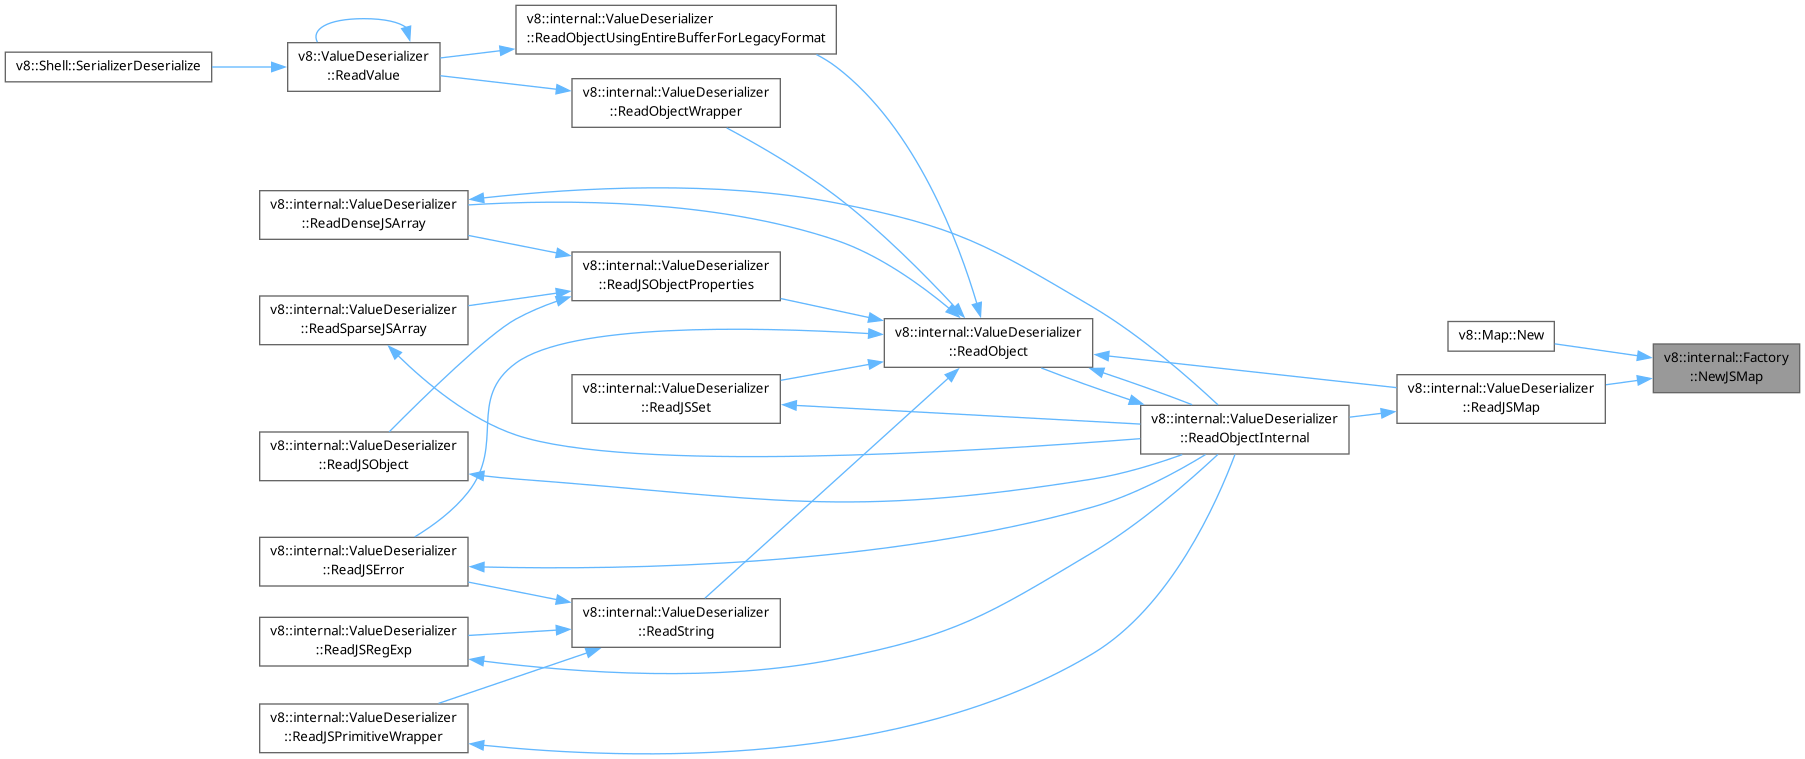 v8::internal::ValueDeserializer
::ReadObjectUsingEntireBufferForLegacyFormat
v8::Shell::SerializerDeserialize
v8::ValueDeserializer
::ReadValue
v8::internal::ValueDeserializer
::ReadObjectWrapper
v8::internal::ValueDeserializer
::ReadDenseJSArray
v8::internal::ValueDeserializer
::ReadJSObjectProperties
v8::internal::ValueDeserializer
::ReadSparseJSArray
v8::internal::ValueDeserializer
::ReadObject
v8::Map::New
v8::internal::Factory
::NewJSMap
v8::internal::ValueDeserializer
::ReadJSSet
v8::internal::ValueDeserializer
::ReadJSMap
v8::internal::ValueDeserializer
::ReadObjectInternal
v8::internal::ValueDeserializer
::ReadJSObject
v8::internal::ValueDeserializer
::ReadJSError
v8::internal::ValueDeserializer
::ReadString
v8::internal::ValueDeserializer
::ReadJSRegExp
v8::internal::ValueDeserializer
::ReadJSPrimitiveWrapper